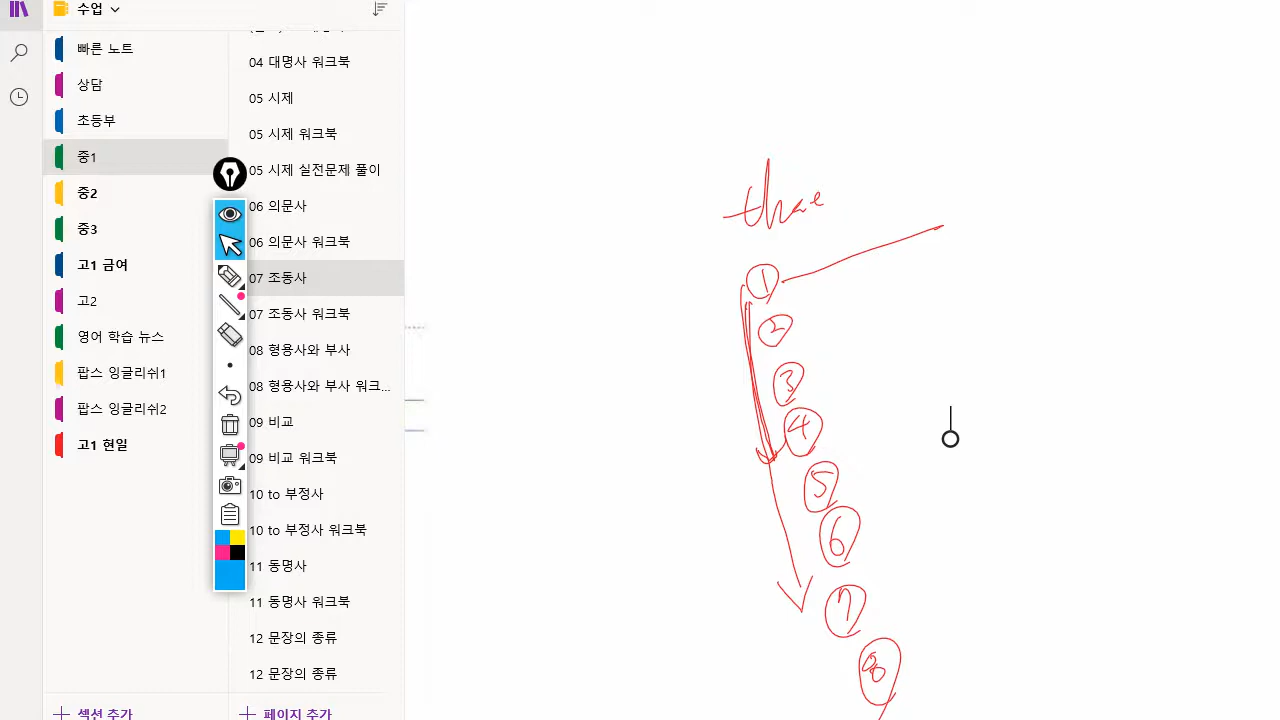 수업
빠른 노트
상담
초등부
중1
중2
중3
고1 금여
고2
영어 학습 뉴스
팝스 잉글리쉬1
팝스 잉글리쉬2
고1 현일
섹션 추가
04 대명사 워크북
05 시제
05 시제 워크북
05 시제 실전문제 풀이
06 의문사
06 의문사 워크북
07 조동사
07 조동사 워크북
08 형용사와 부사
08 형용사와 부사 워크...
09 비교
09 비교 워크북
10 to 부정사
10 to 부정사 워크북
11 동명사
11 동명사 워크북
12 문장의 종류
12 문장의 종류
페이지 추가
①
②
③
④
⑤
⑥
⑦
⑧